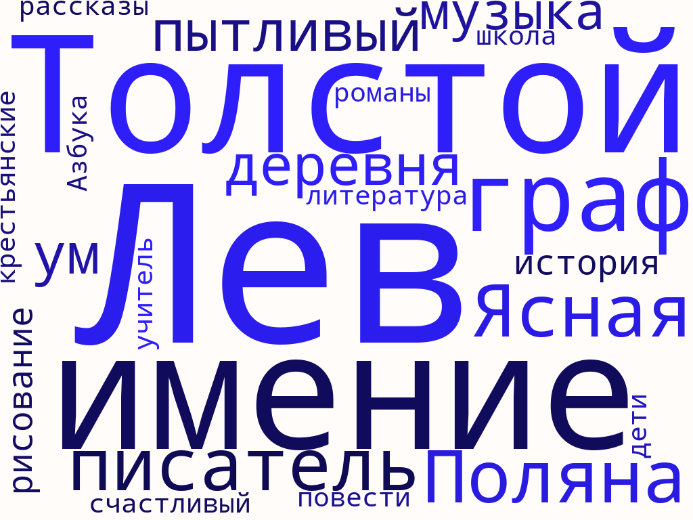 рассказы
музыка
пытливый
школа
Толстой
романы
крестьянские
Азбука
деревня
литература
граф
Лев
ум
учитель
история
Ясная
рисование
имение
дети
писатель
Поляна
счастливый
повести